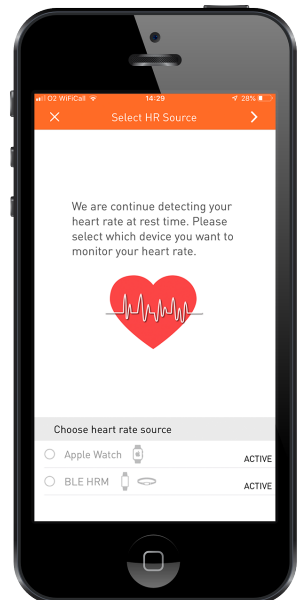 O2 WiFiCall 14:29 28%
Select HR Source
We are continue detecting your
heart rate at rest time. Please
select which device you want to
monitor your heart rate.
Choose heart rate source
Apple Watch ACTIVE
BLE HRM ACTIVE